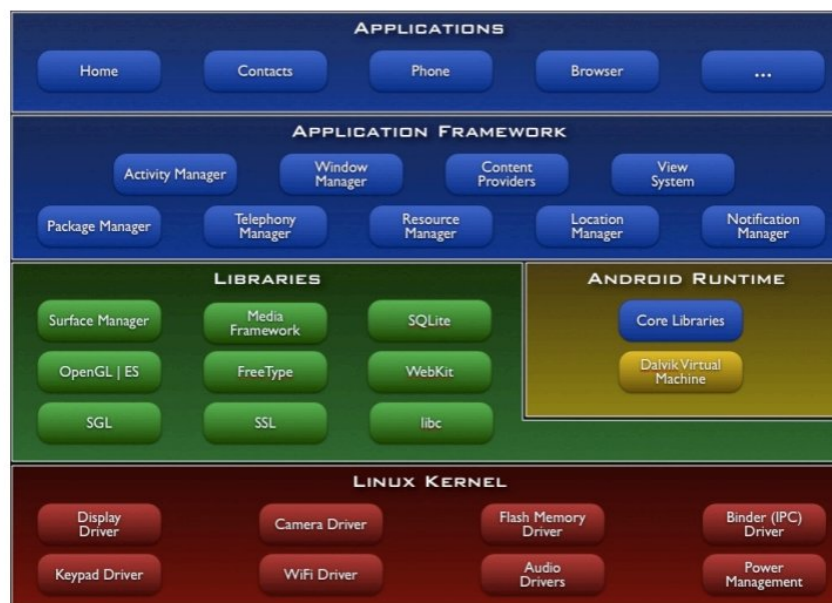 APPLICATIONS
Home
Contacts
Phone
Browser
...
APPLICATION FRAMEWORK
Activity Manager
Window
Manager
Content
Providers
View
System
Package Manager
Telephony
Manager
Resource
Manager
Location
Manager
Notification
Manager
LIBRARIES
Surface Manager
Media
Framework
SQLite
OpenGL | ES
FreeType
WebKit
SGL
SSL
libc
ANDROID RUNTIME
Core Libraries
Dalvik Virtual
Machine
LINUX KERNEL
Display
Driver
Camera Driver
Flash Memory
Driver
Binder (IPC)
Driver
Keypad Driver
WiFi Driver
Audio
Drivers
Power
Management